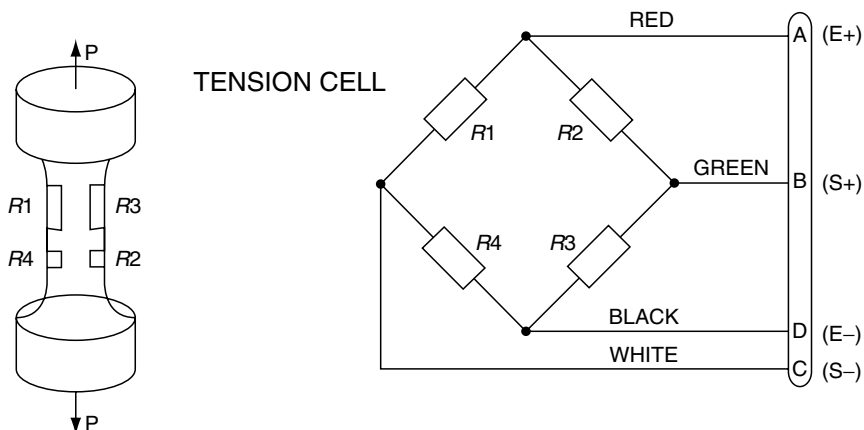 RED
A (E+)
P
TENSION CELL
R1 R2
GREEN
B (S+)
R1 R3
R4 R2
R4 R3
BLACK
D (E−)
WHITE
C (S−)
P